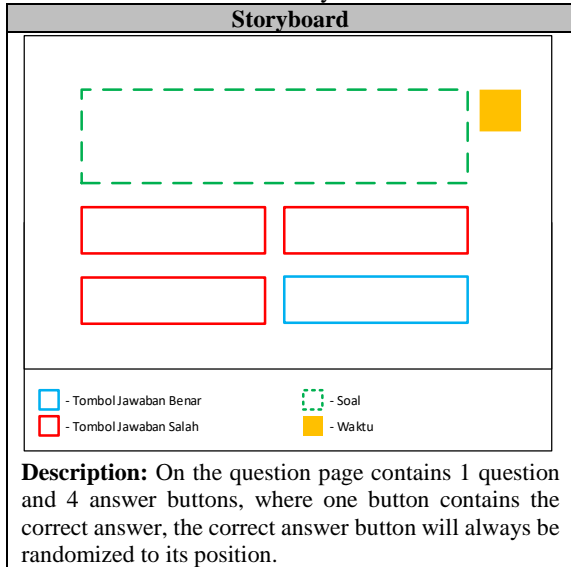 Storyboard
- Tombol Jawaban Benar
- Soal
- Tombol Jawaban Salah
- Waktu
Description: On the question page contains 1 question
and 4 answer buttons, where one button contains the
correct answer, the correct answer button will always be
randomized to its position.